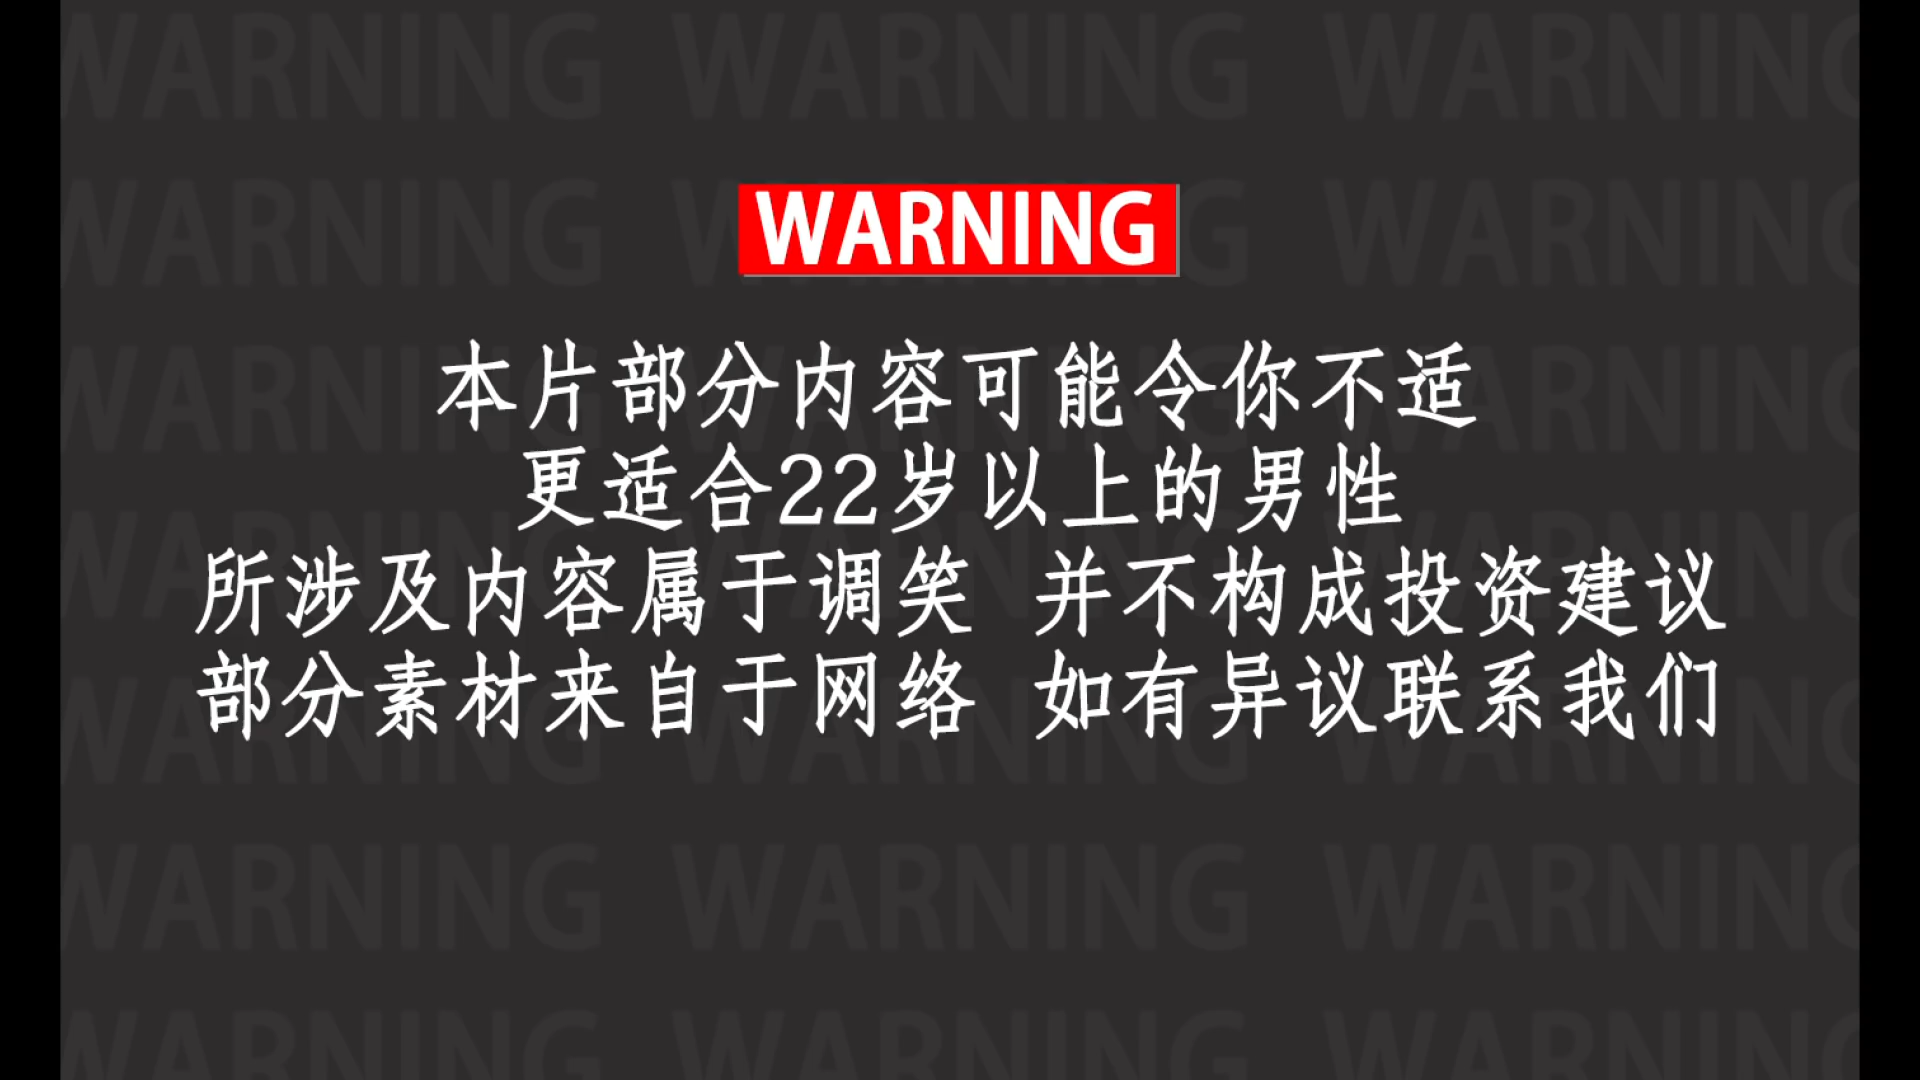 WARNING
本片部分内容可能令你不适
更适合22岁以上的男性
所涉及内容属于调笑 并不构成投资建议
部分素材来自于网络 如有异议联系我们